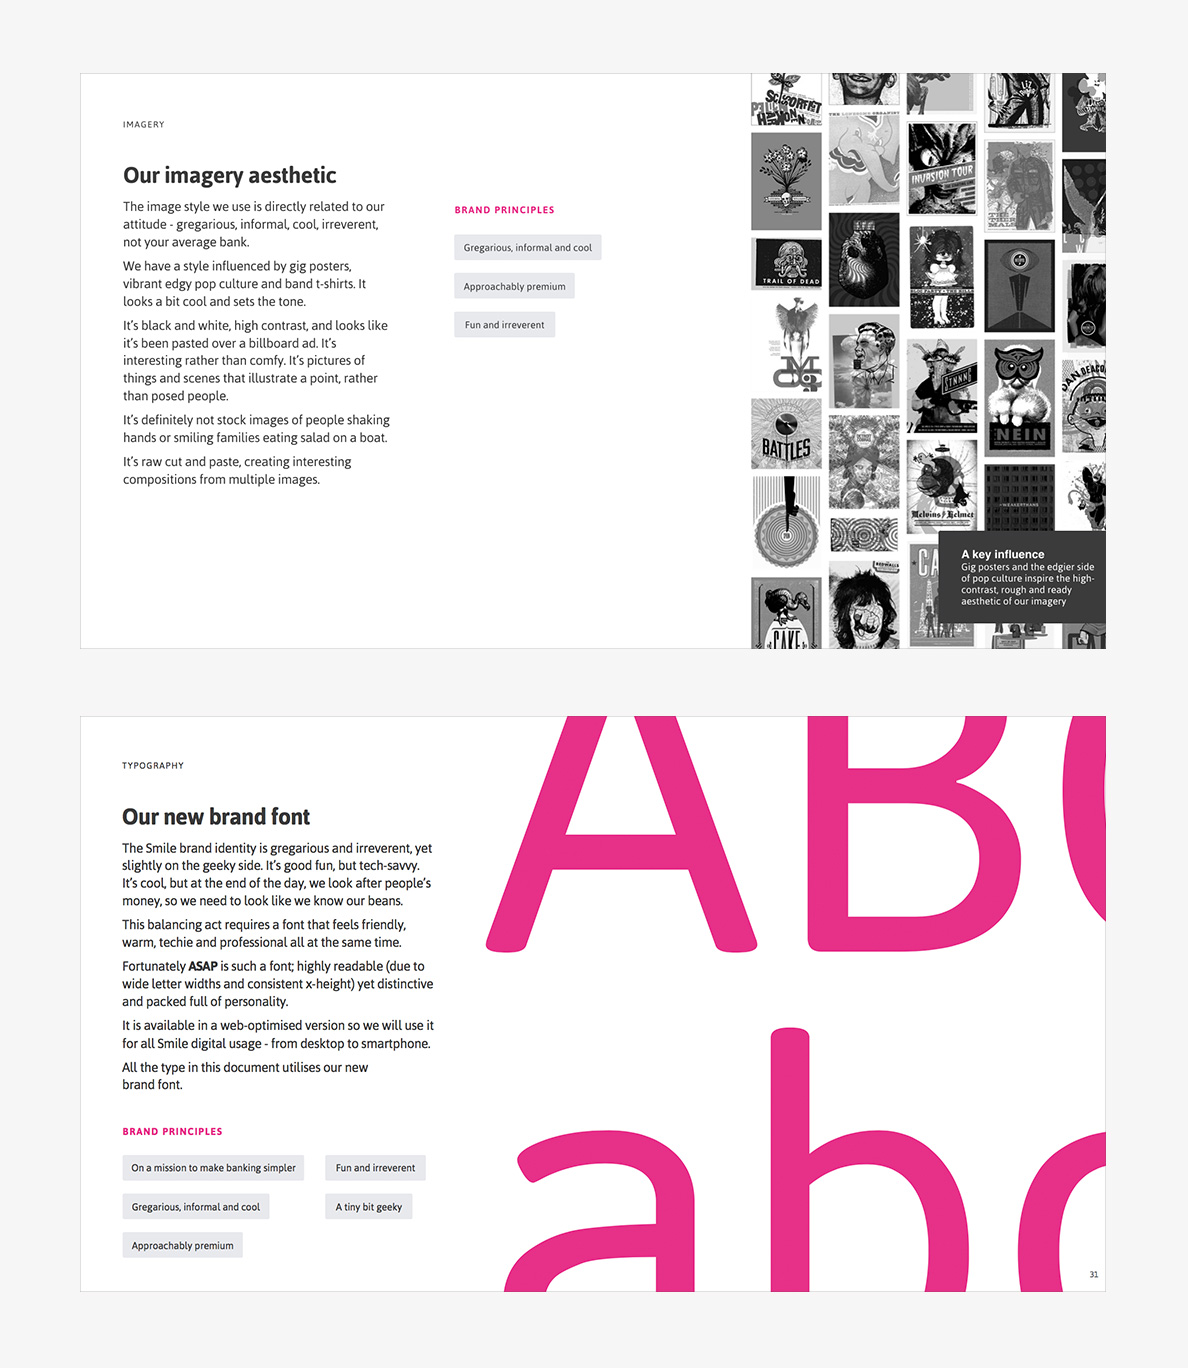 IMAGERY
Our imagery aesthetic
The image style we use is directly related to our
attitude - gregarious, informal, cool, irreverent,
not your average bank.
We have a style influenced by gig posters,
vibrant edgy pop culture and band t-shirts. It
looks a bit cool and sets the tone.
It's black and white, high contrast, and looks like
it's been pasted over a billboard ad. It's
interesting rather than comfy. It's pictures of
things and scenes that illustrate a point, rather
than posed people.
It's definitely not stock images of people shaking
hands or smiling families eating salad on a boat.
It's raw cut and paste, creating interesting
compositions from multiple images.
BRAND PRINCIPLES
Gregarious, informal and cool
Approachably premium
Fun and irreverent
INVASION TOUR
TRAIL OF DEAD
BATTLES
NEIN
Melvins / Helmet
CAKE
A key influence
Gig posters and the edgier side
of pop culture inspire the high-
contrast, rough and ready
aesthetic of our imagery
TYPOGRAPHY
Our new brand font
The Smile brand identity is gregarious and irreverent, yet
slightly on the geeky side. It's good fun, but tech-savvy.
It's cool, but at the end of the day, we look after people's
money, so we need to look like we know our beans.
This balancing act requires a font that feels friendly,
warm, techie and professional all at the same time.
Fortunately ASAP is such a font; highly readable (due to
wide letter widths and consistent x-height) yet distinctive
and packed full of personality.
It is available in a web-optimised version so we will use it
for all Smile digital usage - from desktop to smartphone.
All the type in this document utilises our new
brand font.
BRAND PRINCIPLES
On a mission to make banking simpler
Fun and irreverent
Gregarious, informal and cool
A tiny bit geeky
Approachably premium
ABC
abc
31